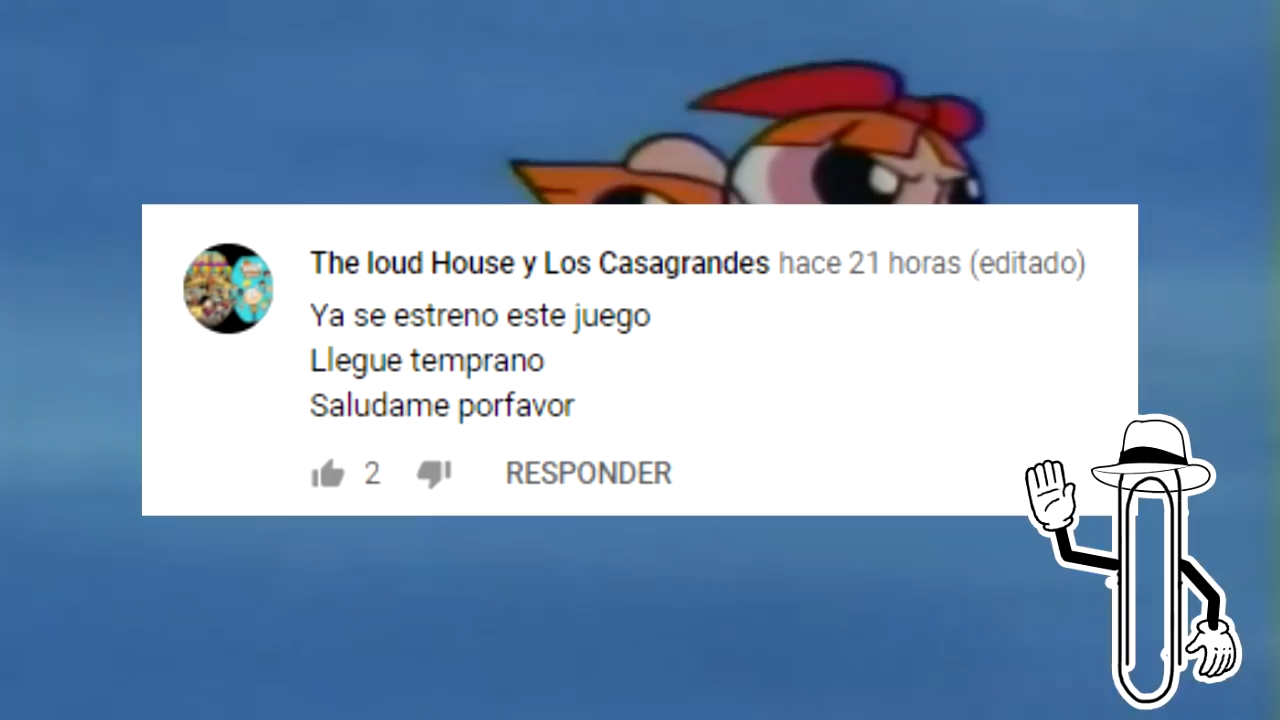 The loud House y Los Casagrandes hace 21 horas (editado)
Ya se estreno este juego
Llegue temprano
Saludame porfavor
2 RESPONDER